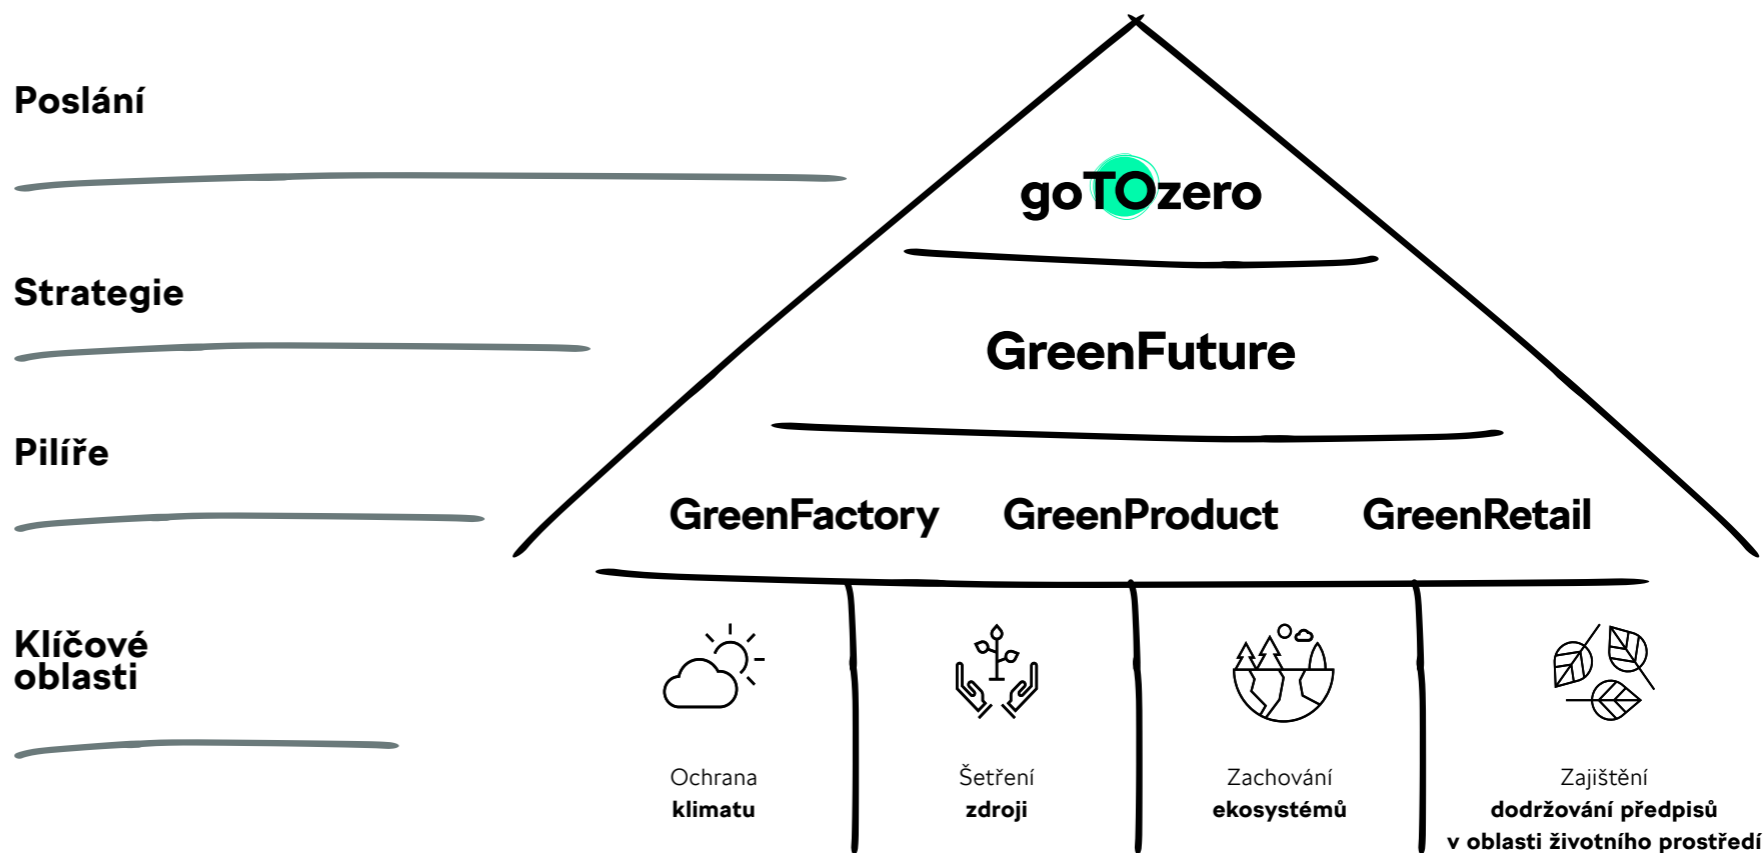 Poslání
goTOzero
Strategie
GreenFuture
Pilíře
GreenFactory GreenProduct GreenRetail
Klíčové
oblasti
Ochrana
klimatu
Šetření
zdroji
Zachování
ekosystémů
Zajištění
dodržování předpisů
v oblasti životního prostředí